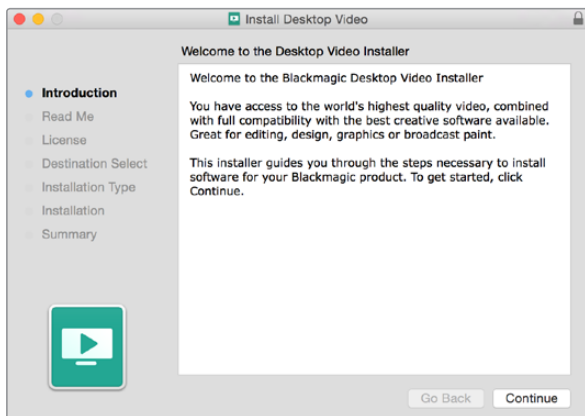 Install Desktop Video
Welcome to the Desktop Video Installer
Introduction
Read Me
License
Destination Select
Installation Type
Installation
Summary
Welcome to the Blackmagic Desktop Video Installer
You have access to the world's highest quality video, combined
with full compatibility with the best creative software available.
Great for editing, design, graphics or broadcast paint.
This installer guides you through the steps necessary to install
software for your Blackmagic product. To get started, click
Continue.
Go Back
Continue